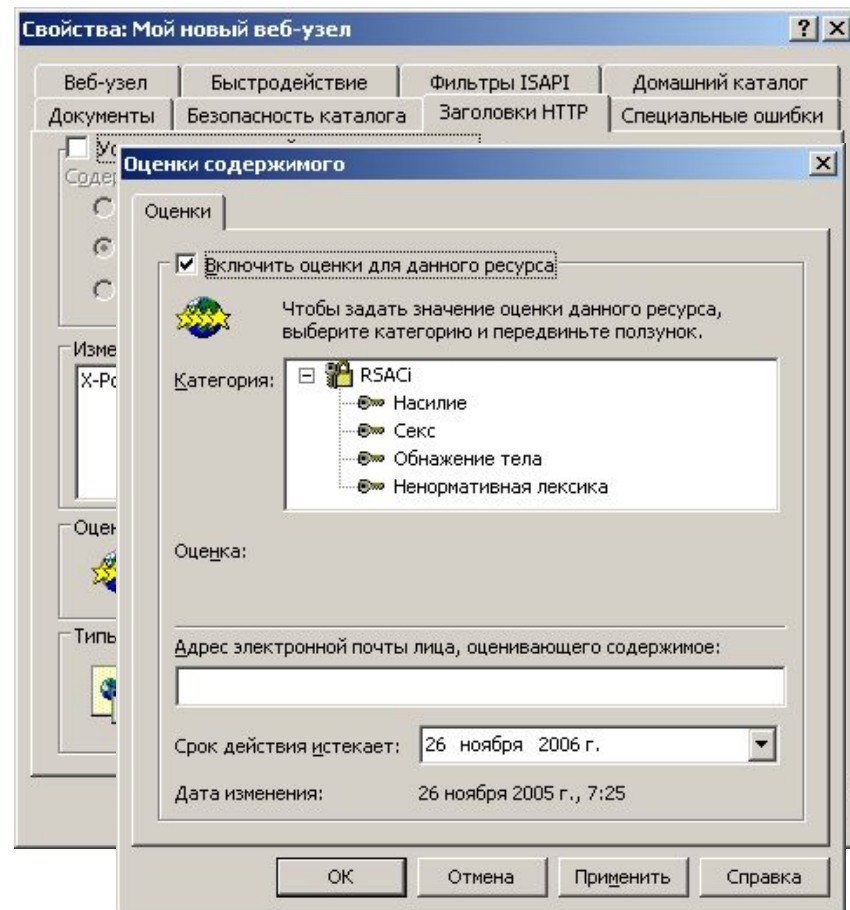 Свойства: Мой новый веб-узел
Веб-узел Быстродействие Фильтры ISAPI Домашний каталог
Документы Безопасность каталога Заголовки HTTP Специальные ошибки
Оценки содержимого
Оценки
Включить оценки для данного ресурса
Чтобы задать значение оценки данного ресурса,
выберите категорию и передвиньте ползунок.
Категория:
RSACi
Насилие
Секс
Обнажение тела
Ненормативная лексика
Оценка:
Адрес электронной почты лица, оценивающего содержимое:
Срок действия истекает: 26 ноября 2006 г.
Дата изменения: 26 ноября 2005 г., 7:25
ОК Отмена Применить Справка